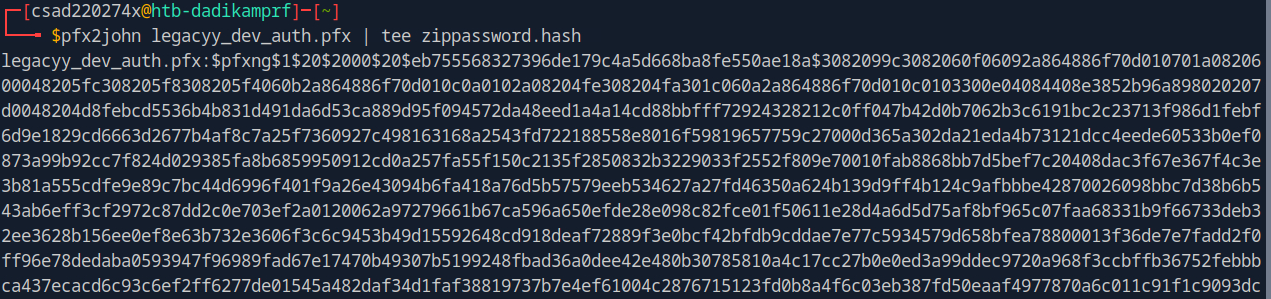 [csad220274x@htb-dadikamprf]-[~]
$pfx2john legacyy_dev_auth.pfx | tee zippassword.hash
legacyy_dev_auth.pfx:$pfxng$1$20$2000$20$eb755568327396de179c4a5d668ba8fe550ae18a$3082099c3082060f06092a864886f70d010701a08206
00048205fc308205f8308205f4060b2a864886f70d010c0a0102a08204fe308204fa301c060a2a864886f70d010c0103300e04084408e3852b96a898020207
d0048204d8febcd5536b4b831d491da6d53ca889d95f094572da48eed1a4a14cd88bbfff72924328212c0ff047b42d0b7062b3c6191bc2c23713f986d1febf
6d9e1829cd6663d2677b4af8c7a25f7360927c498163168a2543fd722188558e8016f59819657759c27000d365a302da21eda4b73121dcc4eede60533b0ef0
873a99b92cc7f824d029385fa8b6859950912cd0a257fa55f150c2135f2850832b3229033f2552f809e70010fab8868bb7d5bef7c20408dac3f67e367f4c3e
3b81a555cdfe9e89c7bc44d6996f401f9a26e43094b6fa418a76d5b57579eeb534627a27fd46350a624b139d9ff4b124c9afbbbe42870026098bbc7d38b6b5
43ab6eff3cf2972c87dd2c0e703ef2a0120062a97279661b67ca596a650efde28e098c82fce01f50611e28d4a6d5d75af8bf965c07faa68331b9f66733deb3
2ee3628b156ee0ef8e63b732e3606f3c6c9453b49d15592648cd918deaf72889f3e0bcf42bfdb9cddae7e77c5934579d658bfea78800013f36de7e7fadd2f0
ff96e78dedaba0593947f96989fad67e17470b49307b5199248fbad36a0dee42e480b30785810a4c17cc27b0e0ed3a99ddec9720a968f3ccbffb36752febbb
ca437ecacd6c93c6ef2ff6277de01545a482daf34d1faf38819737b7e4ef61004c2876715123fd0b8a4f6c03eb387fd50eaaf4977870a6c011c91f1c9093dc